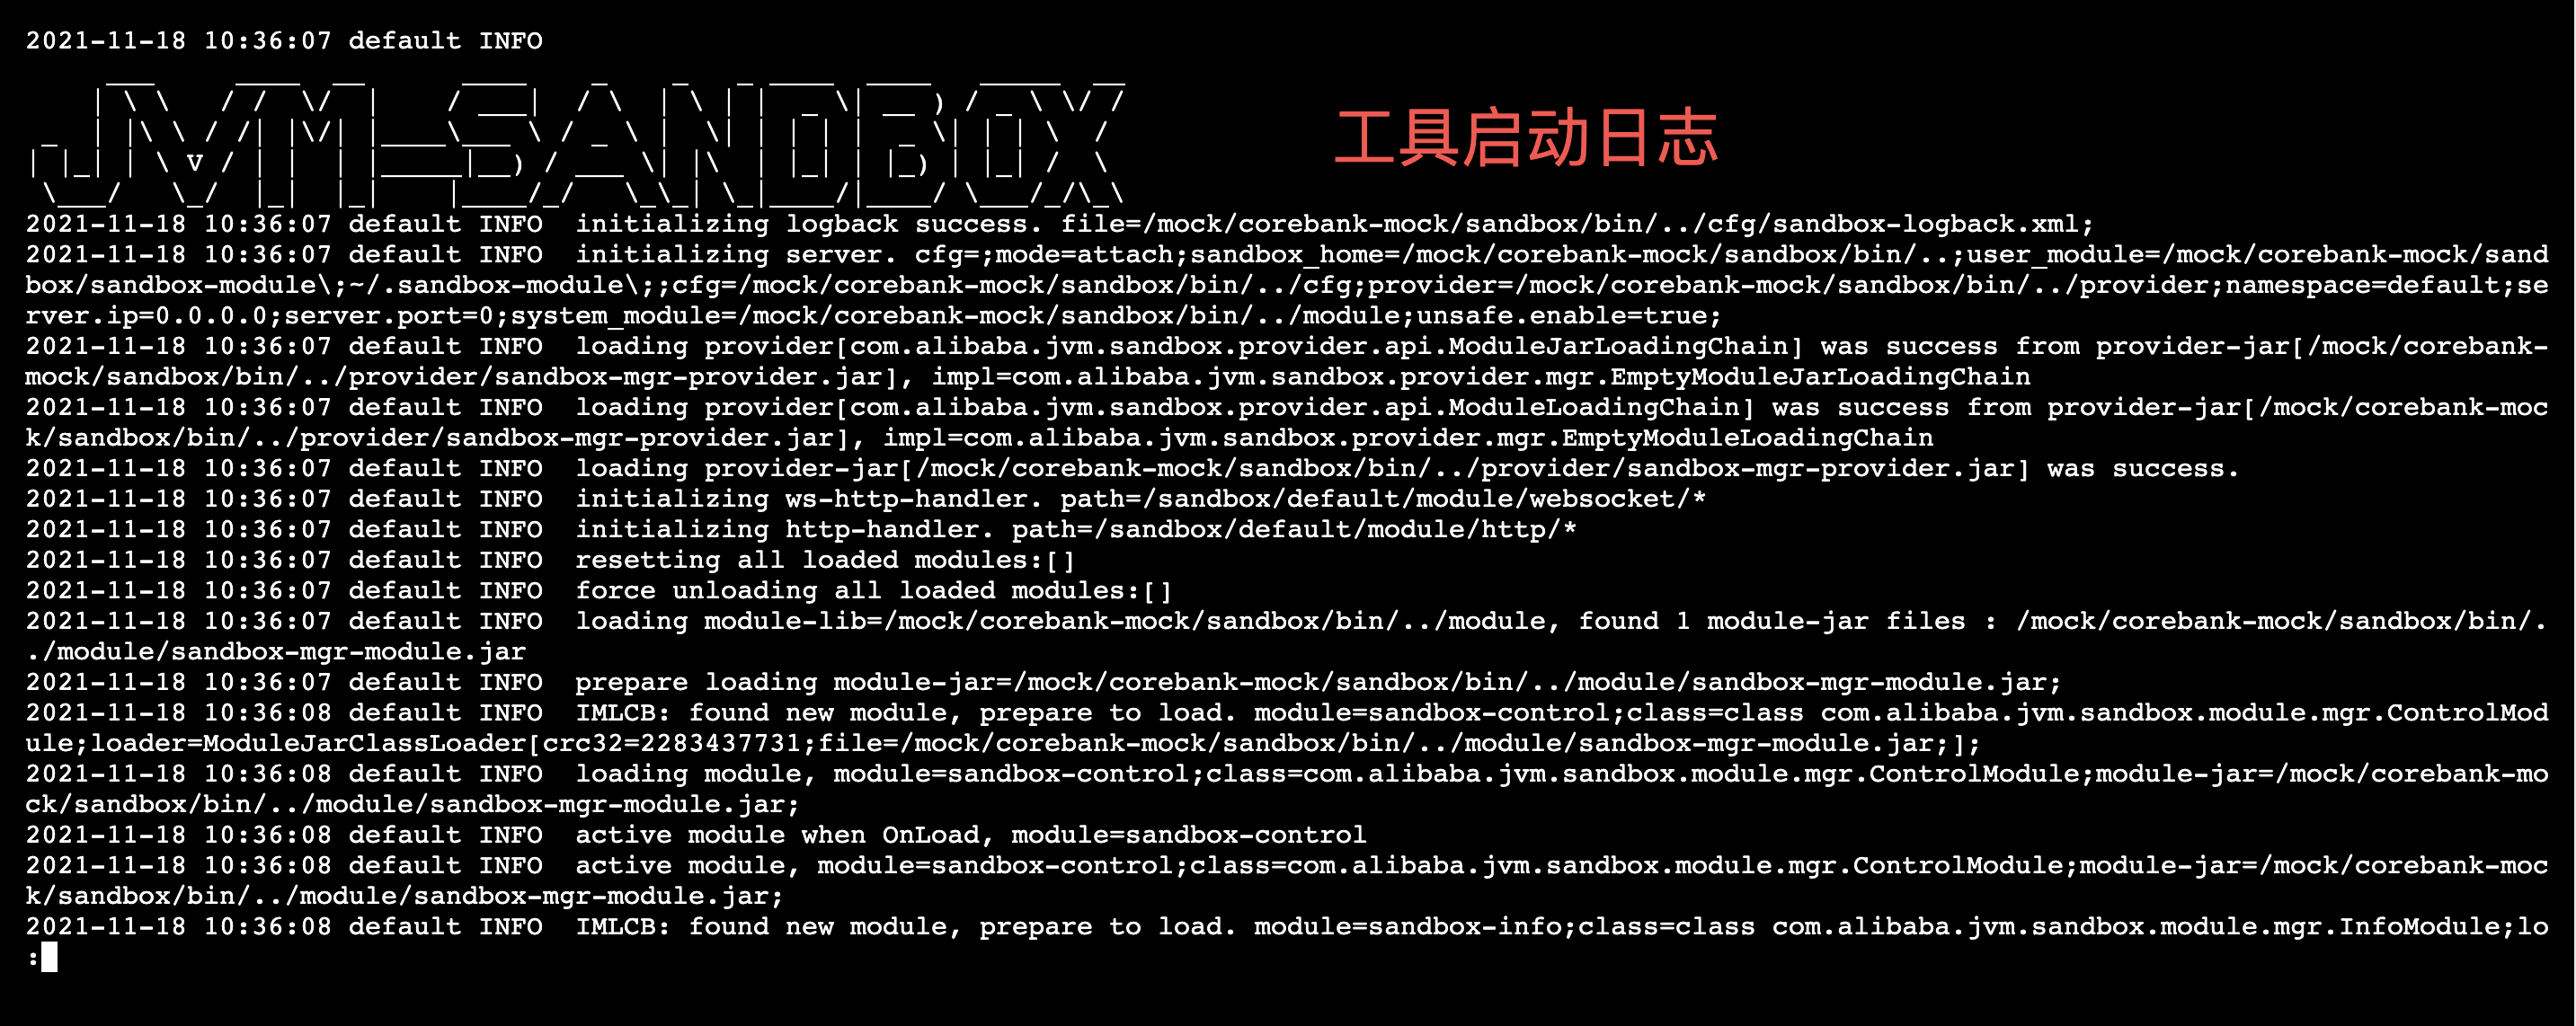 2021-11-18 10:36:07 default INFO
JVM-SANDBOX
工具启动日志
2021-11-18 10:36:07 default INFO  initializing logback success. file=/mock/corebank-mock/sandbox/bin/../cfg/sandbox-logback.xml;
2021-11-18 10:36:07 default INFO  initializing server. cfg=;mode=attach;sandbox_home=/mock/corebank-mock/sandbox/bin/..;user_module=/mock/corebank-mock/sand
box/sandbox-module\;~/.sandbox-module\;;cfg=/mock/corebank-mock/sandbox/bin/../cfg;provider=/mock/corebank-mock/sandbox/bin/../provider;namespace=default;se
rver.ip=0.0.0.0;server.port=0;system_module=/mock/corebank-mock/sandbox/bin/../module;unsafe.enable=true;
2021-11-18 10:36:07 default INFO  loading provider[com.alibaba.jvm.sandbox.provider.api.ModuleJarLoadingChain] was success from provider-jar[/mock/corebank-
mock/sandbox/bin/../provider/sandbox-mgr-provider.jar], impl=com.alibaba.jvm.sandbox.provider.mgr.EmptyModuleJarLoadingChain
2021-11-18 10:36:07 default INFO  loading provider[com.alibaba.jvm.sandbox.provider.api.ModuleLoadingChain] was success from provider-jar[/mock/corebank-moc
k/sandbox/bin/../provider/sandbox-mgr-provider.jar], impl=com.alibaba.jvm.sandbox.provider.mgr.EmptyModuleLoadingChain
2021-11-18 10:36:07 default INFO  loading provider-jar[/mock/corebank-mock/sandbox/bin/../provider/sandbox-mgr-provider.jar] was success.
2021-11-18 10:36:07 default INFO  initializing ws-http-handler. path=/sandbox/default/module/websocket/*
2021-11-18 10:36:07 default INFO  initializing http-handler. path=/sandbox/default/module/http/*
2021-11-18 10:36:07 default INFO  resetting all loaded modules:[]
2021-11-18 10:36:07 default INFO  force unloading all loaded modules:[]
2021-11-18 10:36:07 default INFO  loading module-lib=/mock/corebank-mock/sandbox/bin/../module, found 1 module-jar files : /mock/corebank-mock/sandbox/bin/.
./module/sandbox-mgr-module.jar
2021-11-18 10:36:07 default INFO  prepare loading module-jar=/mock/corebank-mock/sandbox/bin/../module/sandbox-mgr-module.jar;
2021-11-18 10:36:08 default INFO  IMLCB: found new module, prepare to load. module=sandbox-control;class=class com.alibaba.jvm.sandbox.module.mgr.ControlMod
ule;loader=ModuleJarClassLoader[crc32=2283437731;file=/mock/corebank-mock/sandbox/bin/../module/sandbox-mgr-module.jar;];
2021-11-18 10:36:08 default INFO  loading module, module=sandbox-control;class=com.alibaba.jvm.sandbox.module.mgr.ControlModule;module-jar=/mock/corebank-mo
ck/sandbox/bin/../module/sandbox-mgr-module.jar;
2021-11-18 10:36:08 default INFO  active module when OnLoad, module=sandbox-control
2021-11-18 10:36:08 default INFO  active module, module=sandbox-control;class=com.alibaba.jvm.sandbox.module.mgr.ControlModule;module-jar=/mock/corebank-moc
k/sandbox/bin/../module/sandbox-mgr-module.jar;
2021-11-18 10:36:08 default INFO  IMLCB: found new module, prepare to load. module=sandbox-info;class=class com.alibaba.jvm.sandbox.module.mgr.InfoModule;lo
: